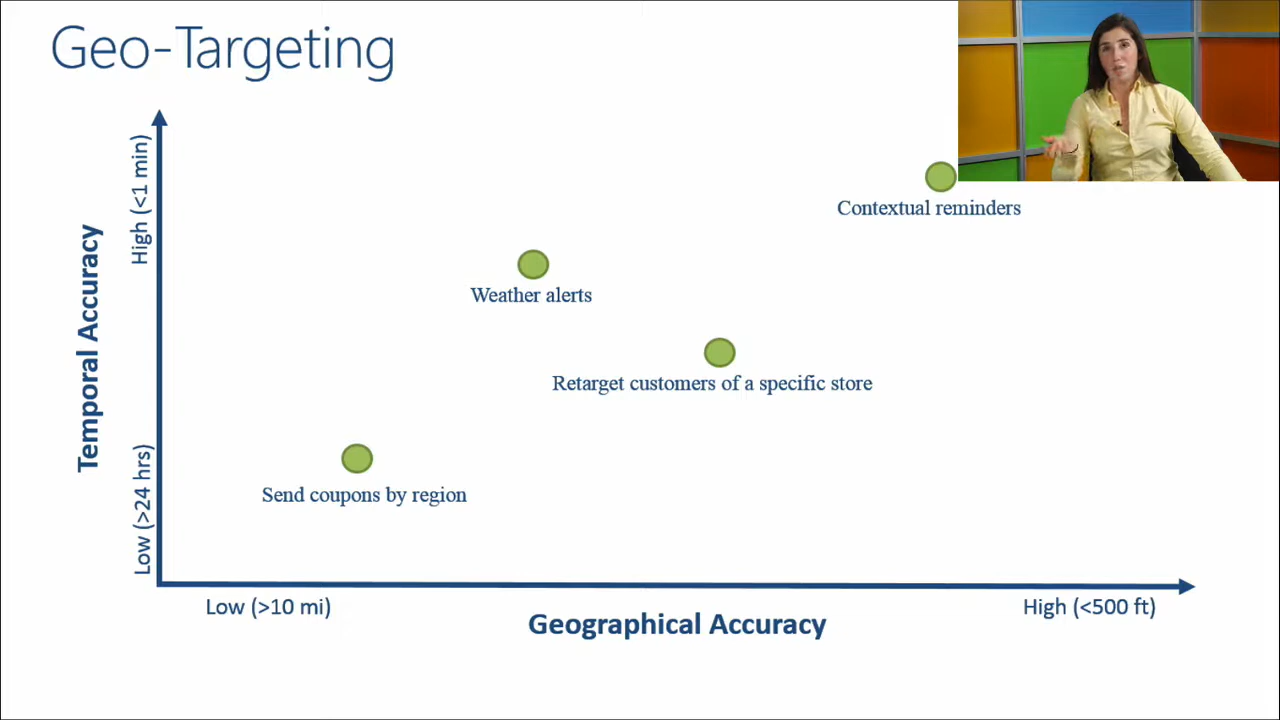 Geo-Targeting
High (<1 min)
Temporal Accuracy
Low (>24 hrs)
Contextual reminders
Weather alerts
Retarget customers of a specific store
Send coupons by region
Low (>10 mi)
High (<500 ft)
Geographical Accuracy